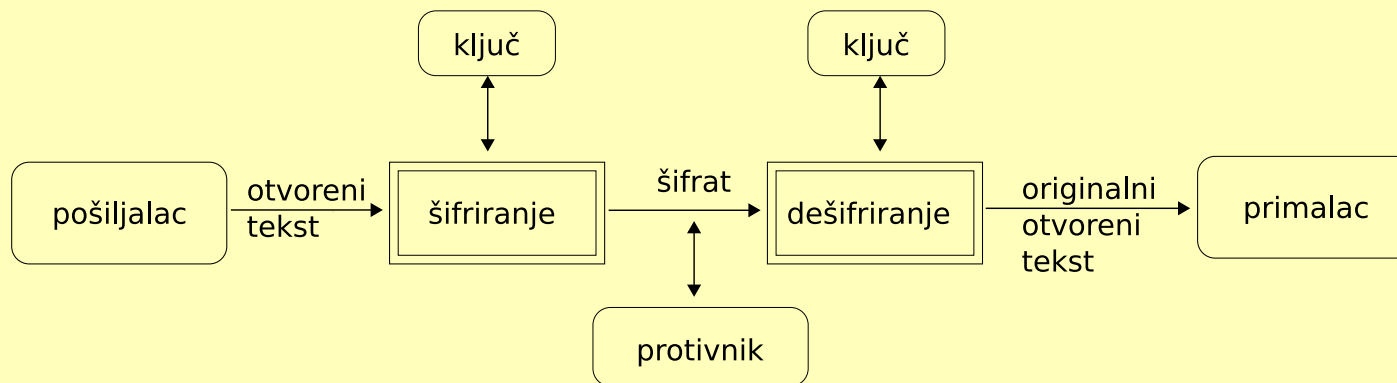 ključ
ključ
pošiljalac
otvoreni
tekst
šifriranje
šifrat
dešifriranje
originalni
otvoreni
tekst
primalac
protivnik